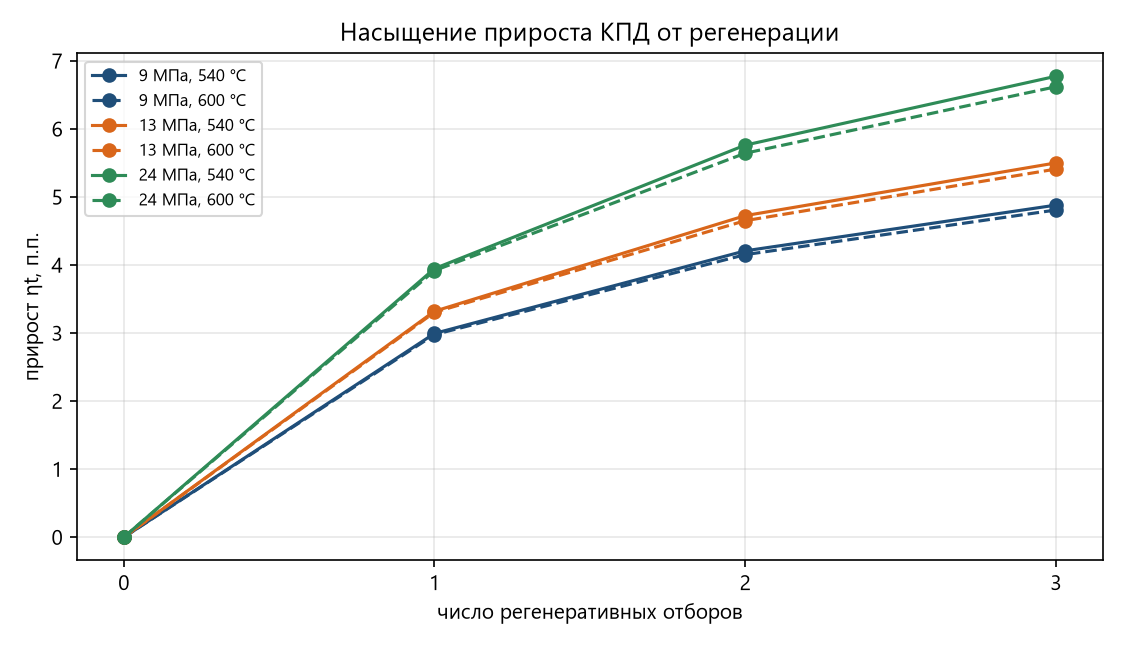 Насыщение прироста КПД от регенерации
7
6
5
4
3
2
1
0
прирост ηt, п.п.
9 МПа, 540 °C
9 МПа, 600 °C
13 МПа, 540 °C
13 МПа, 600 °C
24 МПа, 540 °C
24 МПа, 600 °C
0 1 2 3
число регенеративных отборов